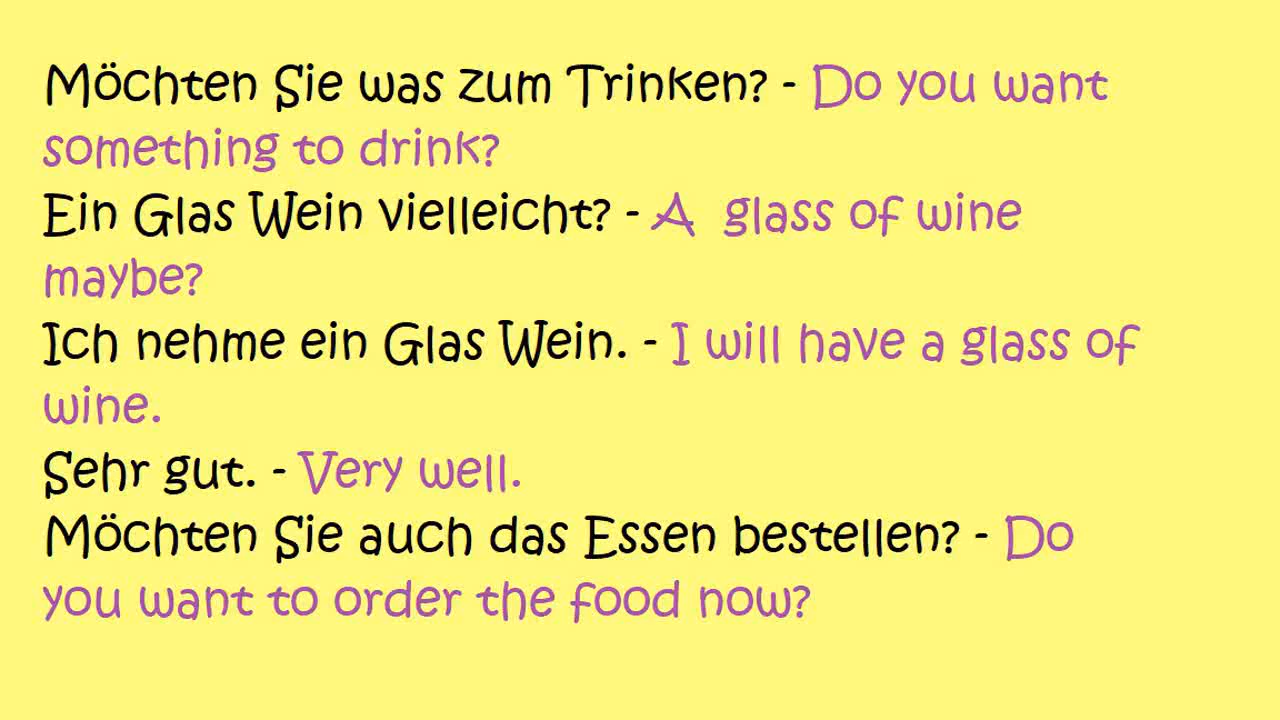 Möchten Sie was zum Trinken? - Do you want
something to drink?
Ein Glas Wein vielleicht? - A  glass of wine
maybe?
Ich nehme ein Glas Wein. - I will have a glass of
wine.
Sehr gut. - Very well.
Möchten Sie auch das Essen bestellen? - Do
you want to order the food now?